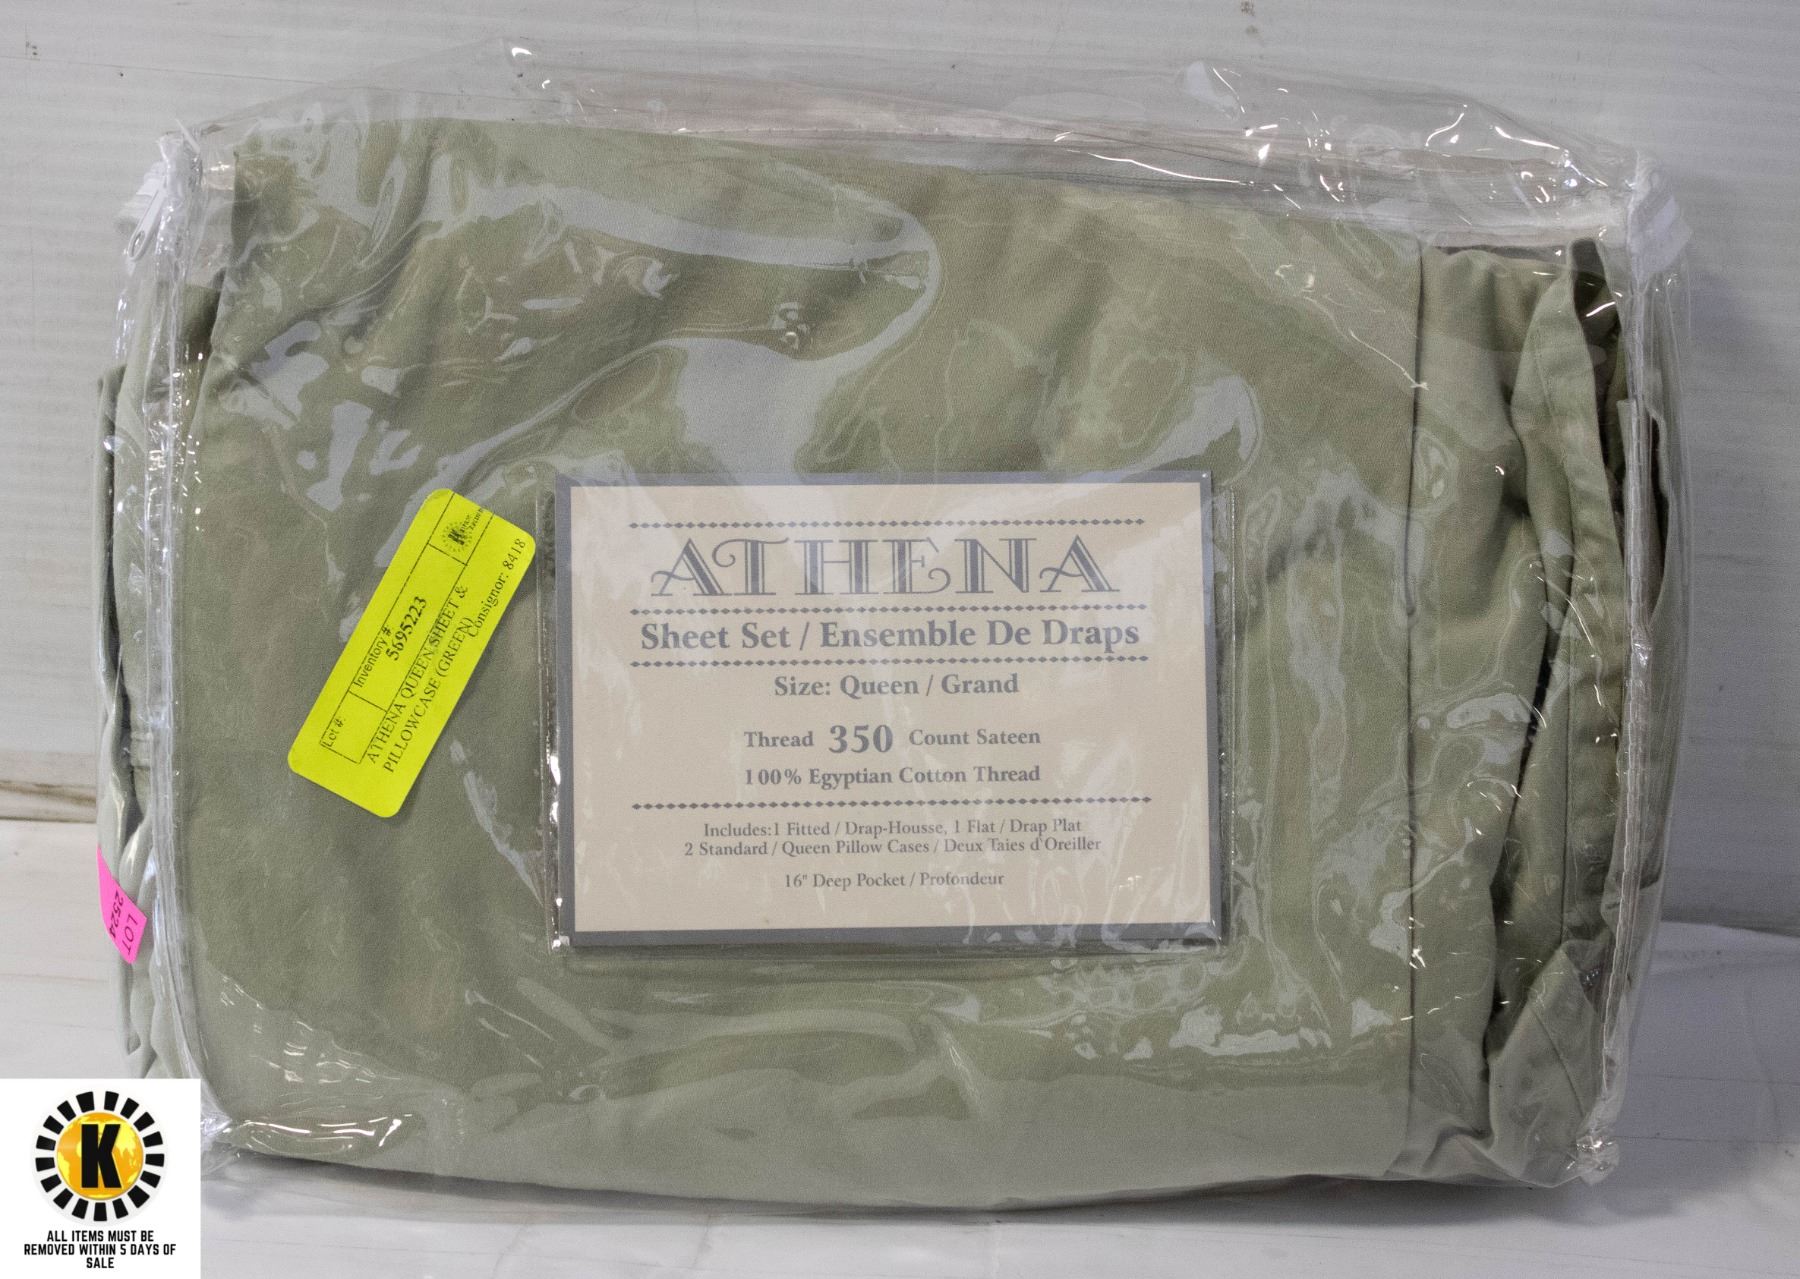 ATHENA
Sheet Set / Ensemble De Draps
Size: Queen / Grand
Thread 350 Count Sateen
100% Egyptian Cotton Thread
Includes:1 Fitted / Drap-Housse, 1 Flat / Drap Plat
2 Standard / Queen Pillow Cases / Deux Taies d'Oreiller
16" Deep Pocket / Profondeur
Lot #:
Inventory #
5695223
ATHENA QUEEN SHEET &
PILLOWCASE (GREEN)
Consignor: 8418
K
LOT
2524
K
ALL ITEMS MUST BE
REMOVED WITHIN 5 DAYS OF
SALE